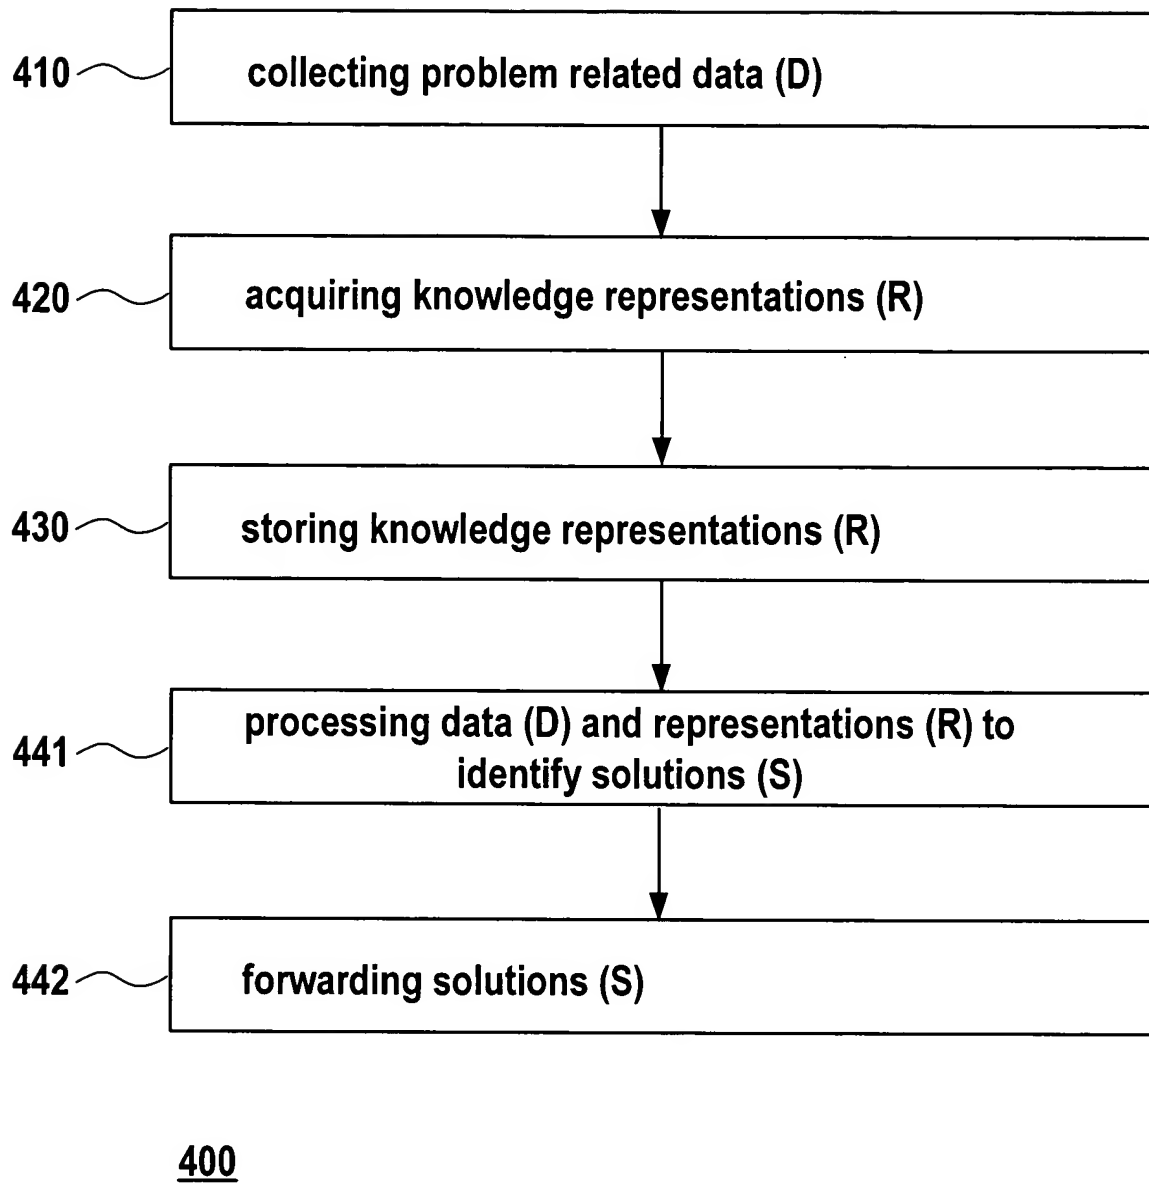 410 collecting problem related data (D)
420 acquiring knowledge representations (R)
430 storing knowledge representations (R)
441 processing data (D) and representations (R) to
identify solutions (S)
442 forwarding solutions (S)
400